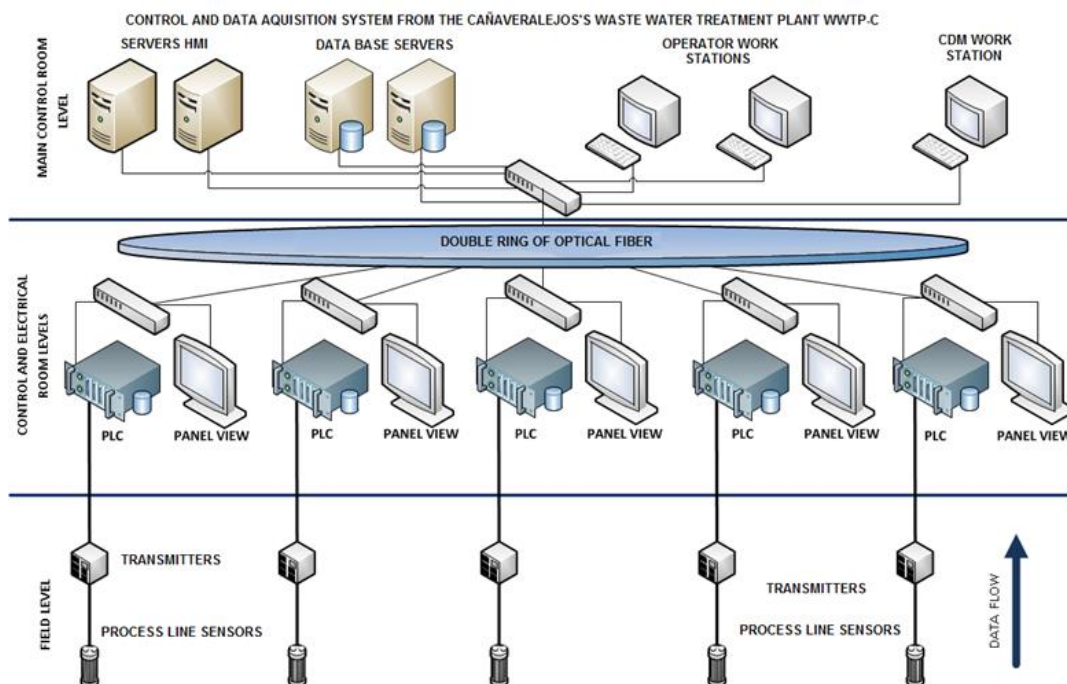 CONTROL AND DATA AQUISITION SYSTEM FROM THE CAÑAVERALEJOS'S WASTE WATER TREATMENT PLANT WWTP-C
MAIN CONTROL ROOM
LEVEL
SERVERS HMI
DATA BASE SERVERS
OPERATOR WORK
STATIONS
CDM WORK
STATION
DOUBLE RING OF OPTICAL FIBER
CONTROL AND ELECTRICAL
ROOM LEVELS
PLC
PANEL VIEW
PLC
PANEL VIEW
PLC
PANEL VIEW
PLC
PANEL VIEW
PLC
PANEL VIEW
FIELD LEVEL
TRANSMITTERS
PROCESS LINE SENSORS
TRANSMITTERS
PROCESS LINE SENSORS
DATA FLOW